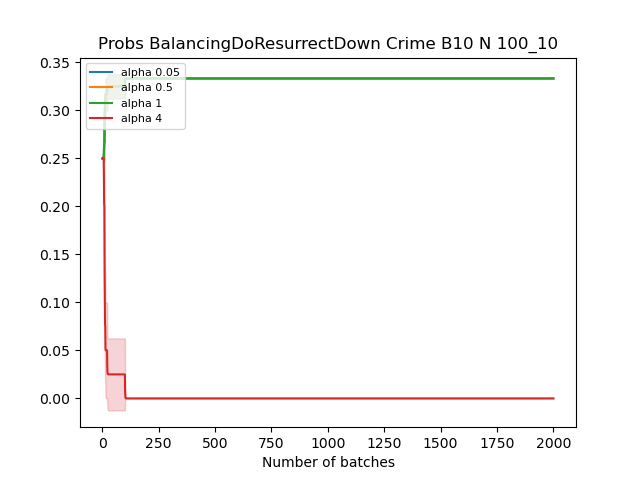 Probs BalancingDoResurrectDown Crime B10 N 100_10
0.35
0.30
0.25
0.20
0.15
0.10
0.05
0.00
alpha 0.05
alpha 0.5
alpha 1
alpha 4
0 250 500 750 1000 1250 1500 1750 2000
Number of batches